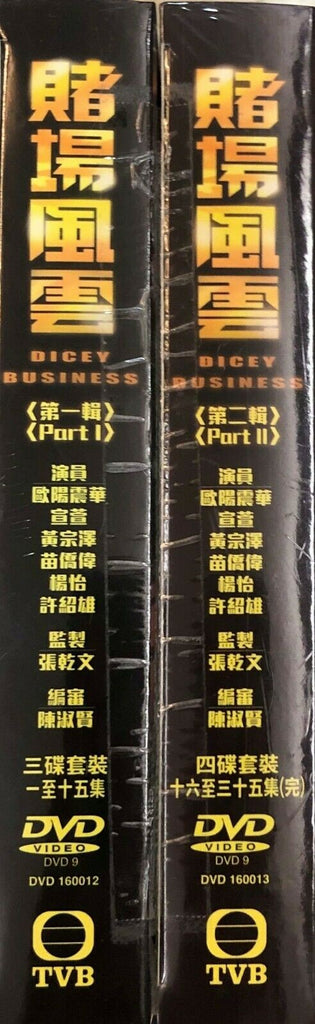 賭場風雲
DICEY
BUSINESS
〈第一輯〉
〈Part I〉
演員
歐陽震華
宣萱
黃宗澤
苗僑偉
楊怡
許紹雄
監製
張乾文
編審
陳淑賢
三碟套裝
一至十五集
DVD
VIDEO
DVD 9
DVD 160012
TVB
賭場風雲
DICEY
BUSINESS
〈第二輯〉
〈Part II〉
演員
歐陽震華
宣萱
黃宗澤
苗僑偉
楊怡
許紹雄
監製
張乾文
編審
陳淑賢
四碟套裝
十六至三十五集(完)
DVD
VIDEO
DVD 9
DVD 160013
TVB